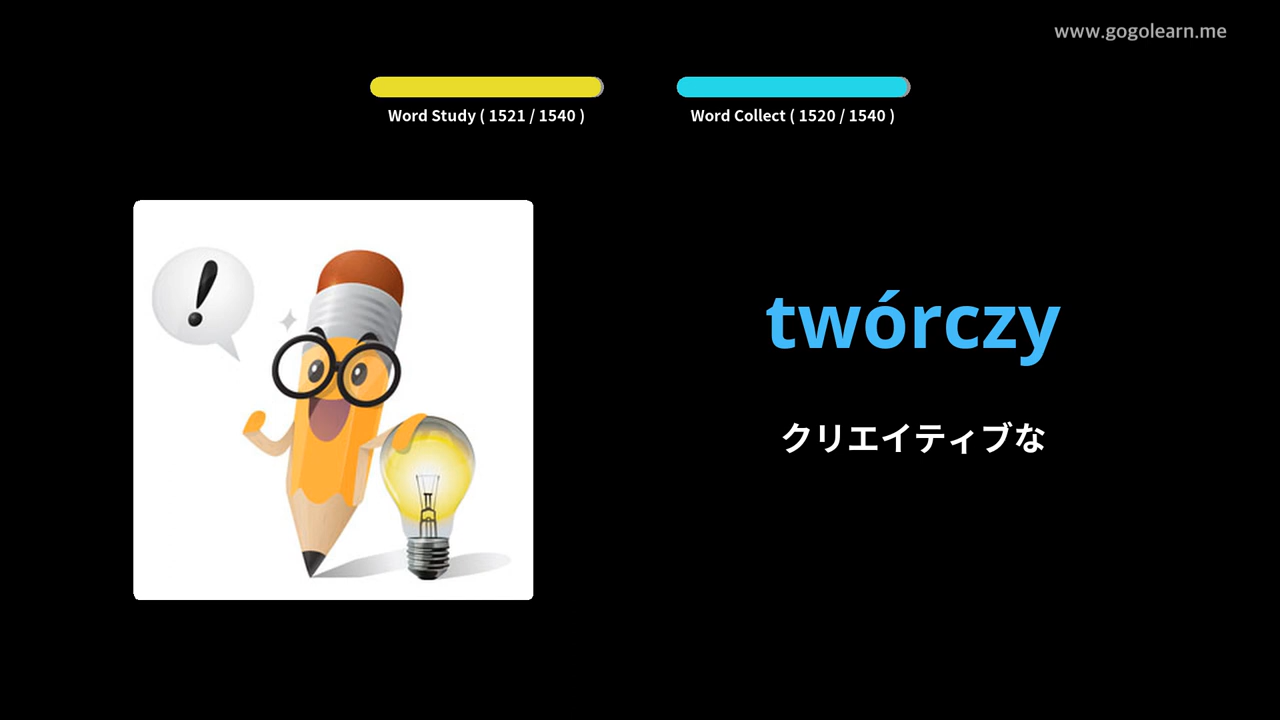 www.gogolearn.me
Word Study ( 1521 / 1540 )
Word Collect ( 1520 / 1540 )
!
twórczy
クリエイティブな